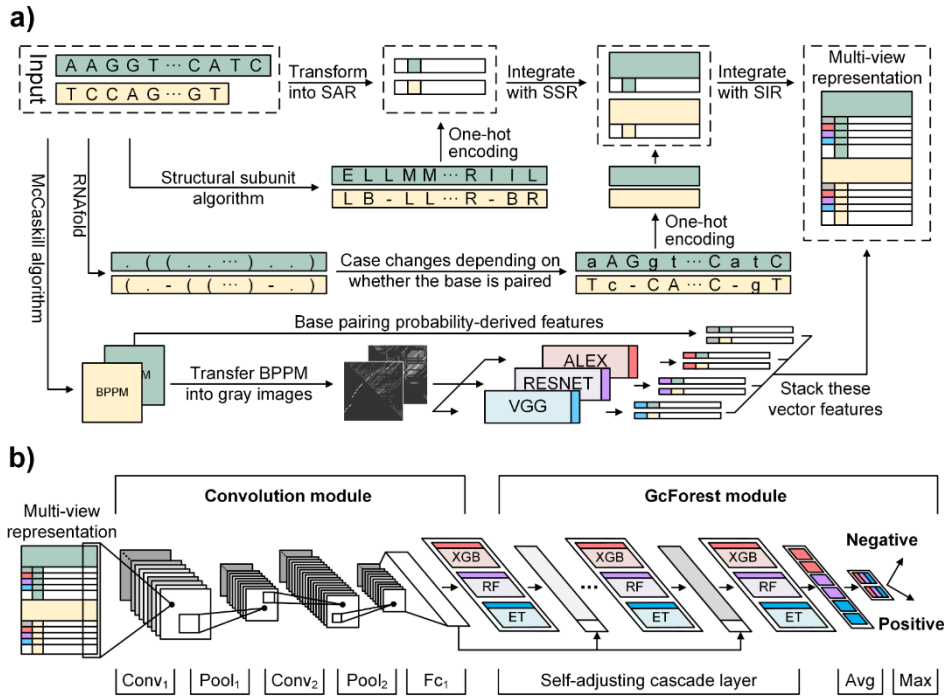 a)
Input
A A G G T ··· C A T C
T C C A G ··· G T
Transform
into SAR
Integrate
with SSR
Integrate
with SIR
Multi-view
representation
One-hot
encoding
McCaskill algorithm
RNAfold
Structural subunit
algorithm
E L L M M ··· R I I L
L B - L L ··· R - B R
One-hot
encoding
. ( ( . . ··· ) . . )
( . - ( ( ··· ) - . )
Case changes depending on
whether the base is paired
a A G g t ··· C a t C
T c - C A ··· C - g T
Base pairing probability-derived features
M
BPPM
Transfer BPPM
into gray images
ALEX
RESNET
VGG
Stack these
vector features
b)
Convolution module
GcForest module
Multi-view
representation
XGB
RF
ET
···
XGB
RF
ET
XGB
RF
ET
Negative
Positive
Conv₁
Pool₁
Conv₂
Pool₂
Fc₁
Self-adjusting cascade layer
Avg
Max